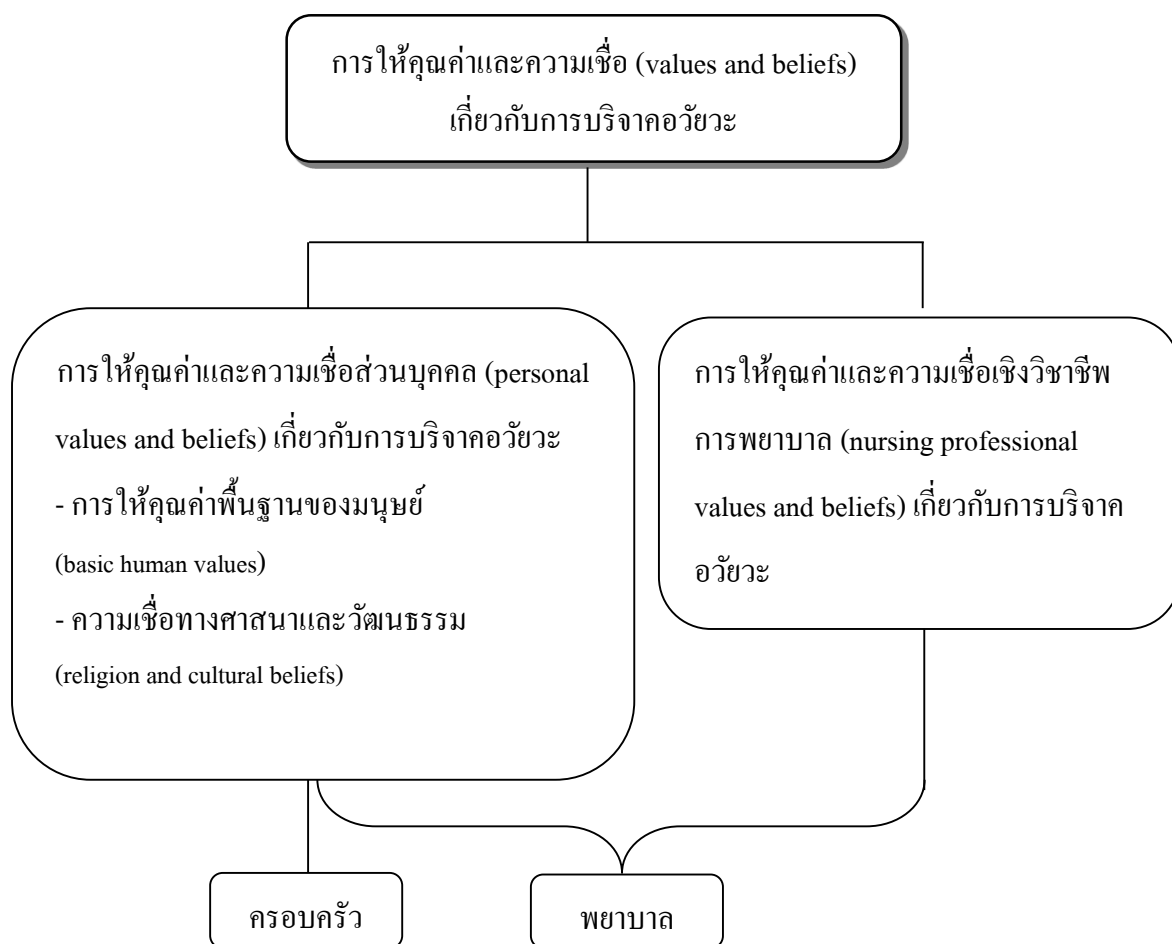 การให้คุณค่าและความเชื่อ (values and beliefs)
เกี่ยวกับการบริจาคอวัยวะ
การให้คุณค่าและความเชื่อส่วนบุคคล (personal
values and beliefs) เกี่ยวกับการบริจาคอวัยวะ
- การให้คุณค่าพื้นฐานของมนุษย์
(basic human values)
- ความเชื่อทางศาสนาและวัฒนธรรม
(religion and cultural beliefs)
การให้คุณค่าและความเชื่อเชิงวิชาชีพ
การพยาบาล (nursing professional
values and beliefs) เกี่ยวกับการบริจาค
อวัยวะ
ครอบครัว
พยาบาล